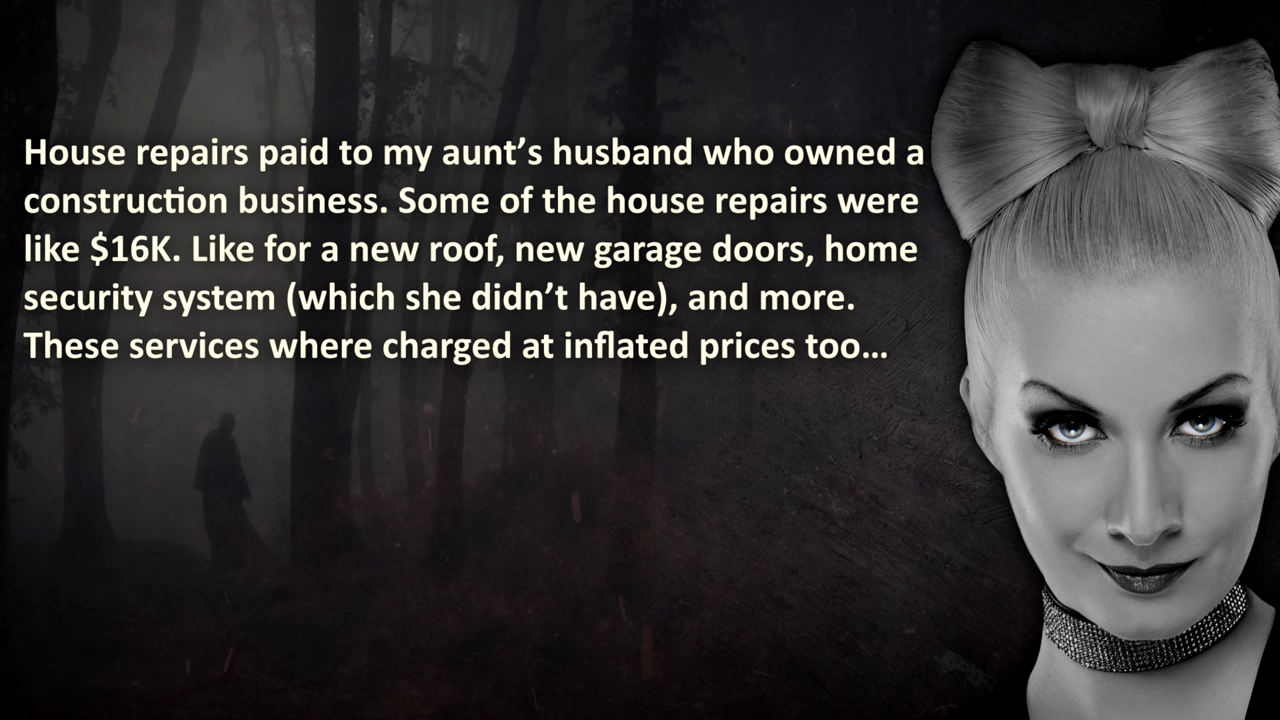 House repairs paid to my aunt’s husband who owned a
construction business. Some of the house repairs were
like $16K. Like for a new roof, new garage doors, home
security system (which she didn’t have), and more.
These services where charged at inflated prices too…